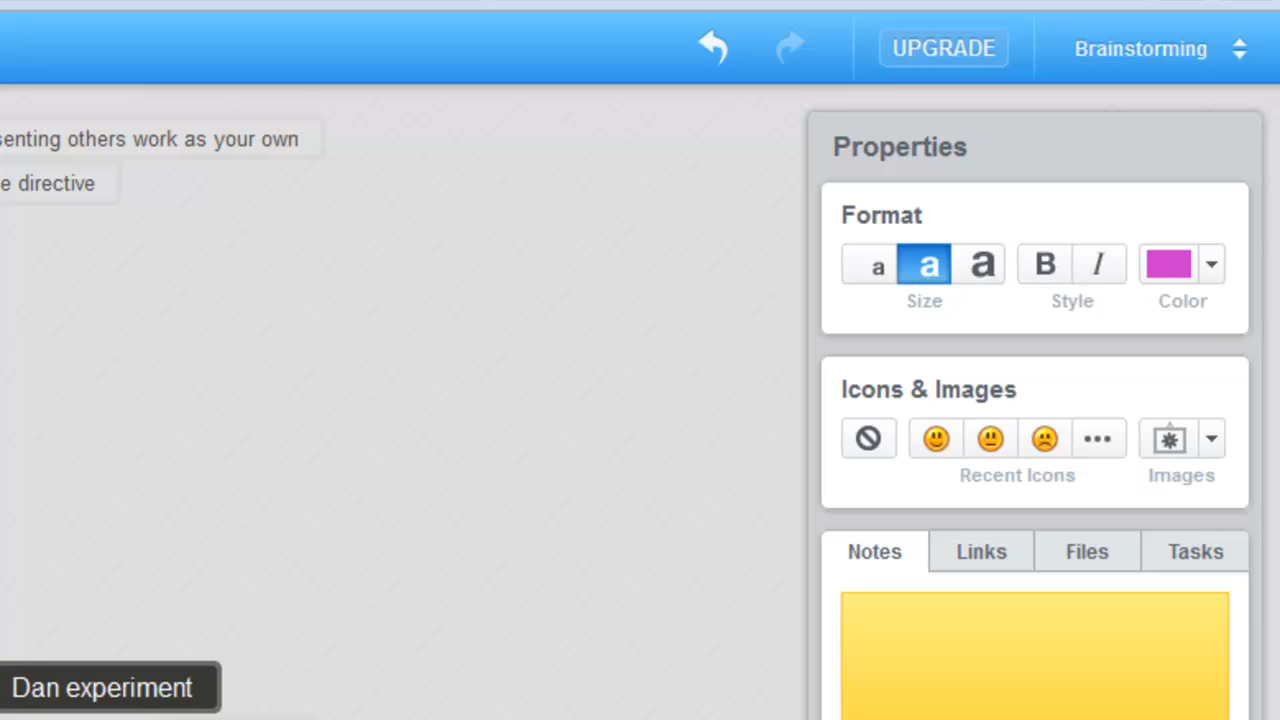 UPGRADE
Brainstorming
senting others work as your own
e directive
Properties
Format
a a a B I
Size Style Color
Icons & Images
Recent Icons Images
Notes Links Files Tasks
Dan experiment